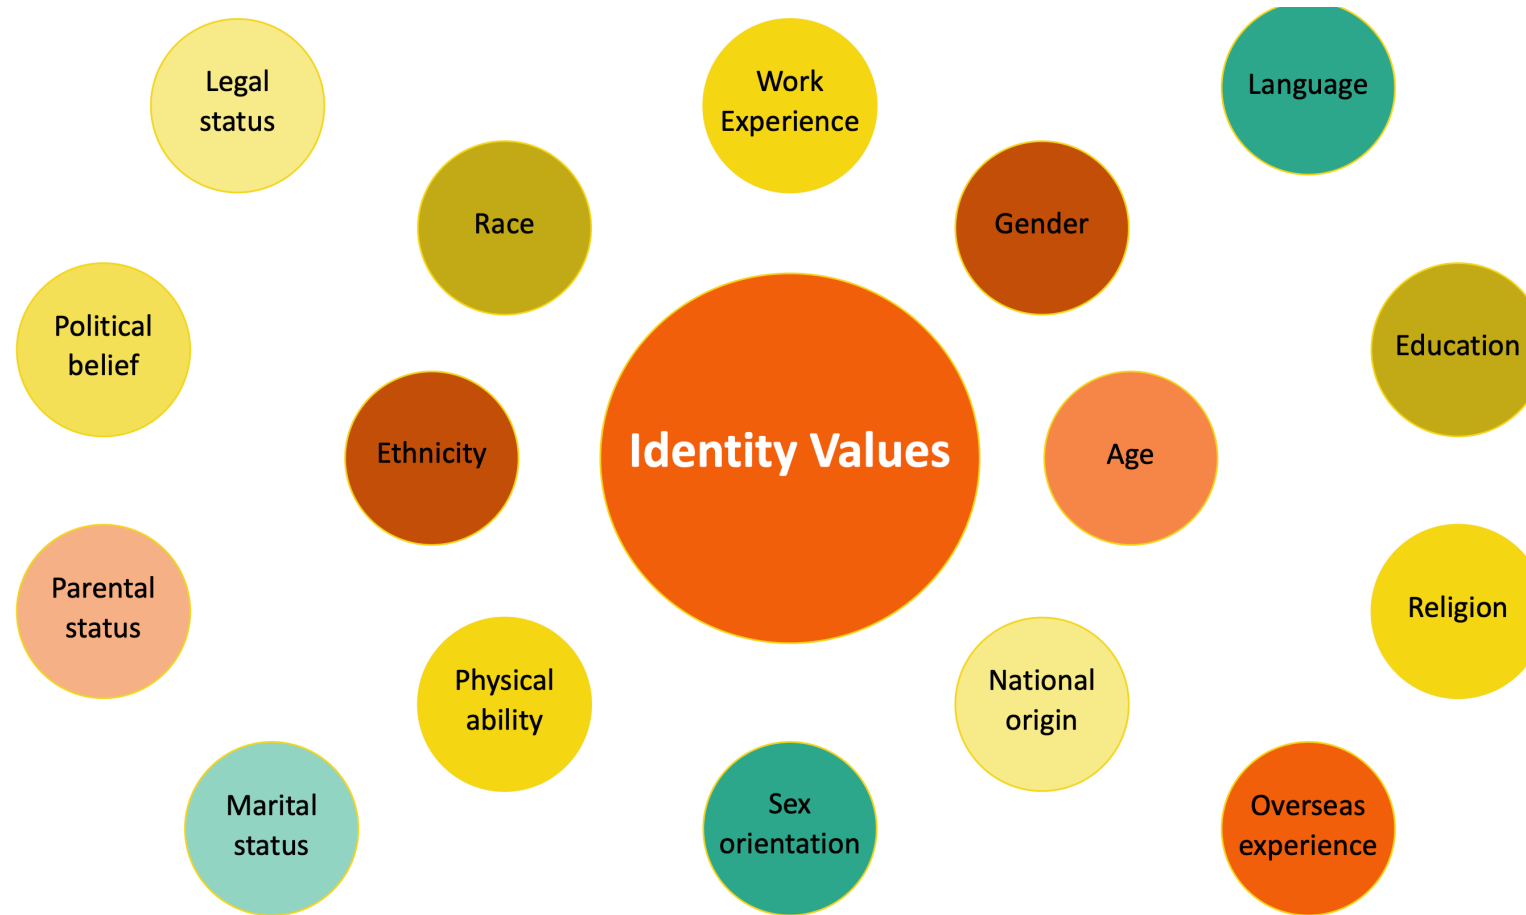 Legal
status
Work
Experience
Language
Race
Gender
Political
belief
Education
Ethnicity
Identity Values
Age
Parental
status
Religion
Physical
ability
National
origin
Marital
status
Sex
orientation
Overseas
experience